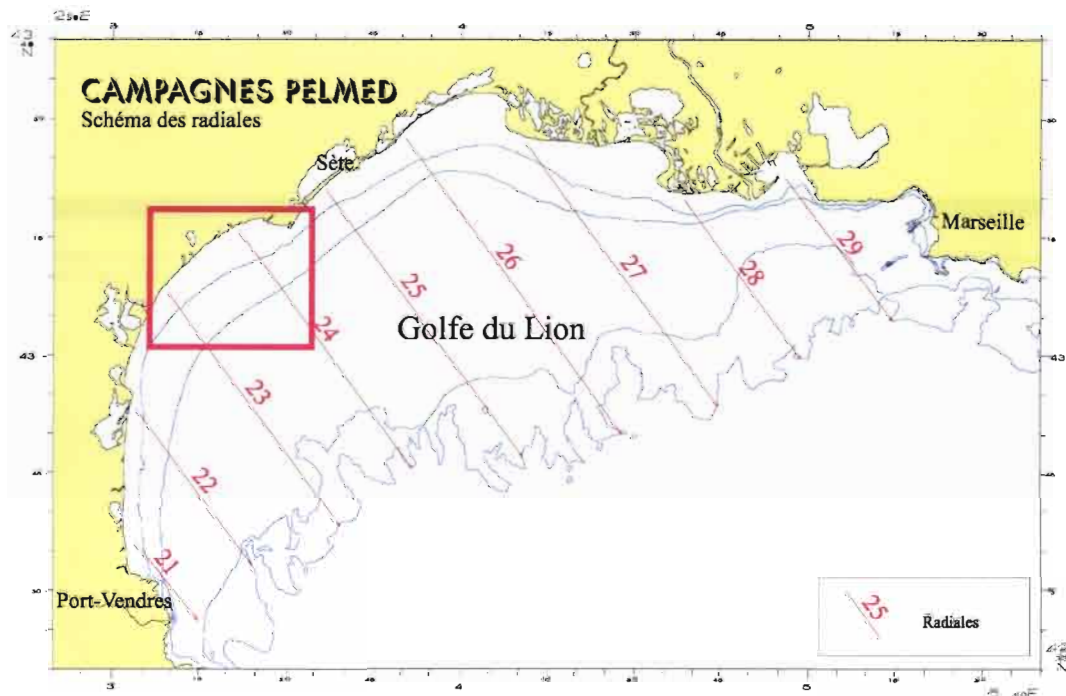 CAMPAGNES PELMED
Schéma des radiales
Sète
Marseille
29
28
27
26
25
Golfe du Lion
24
43
43
23
22
21
Port-Vendres
25
Radiales
3
4
5